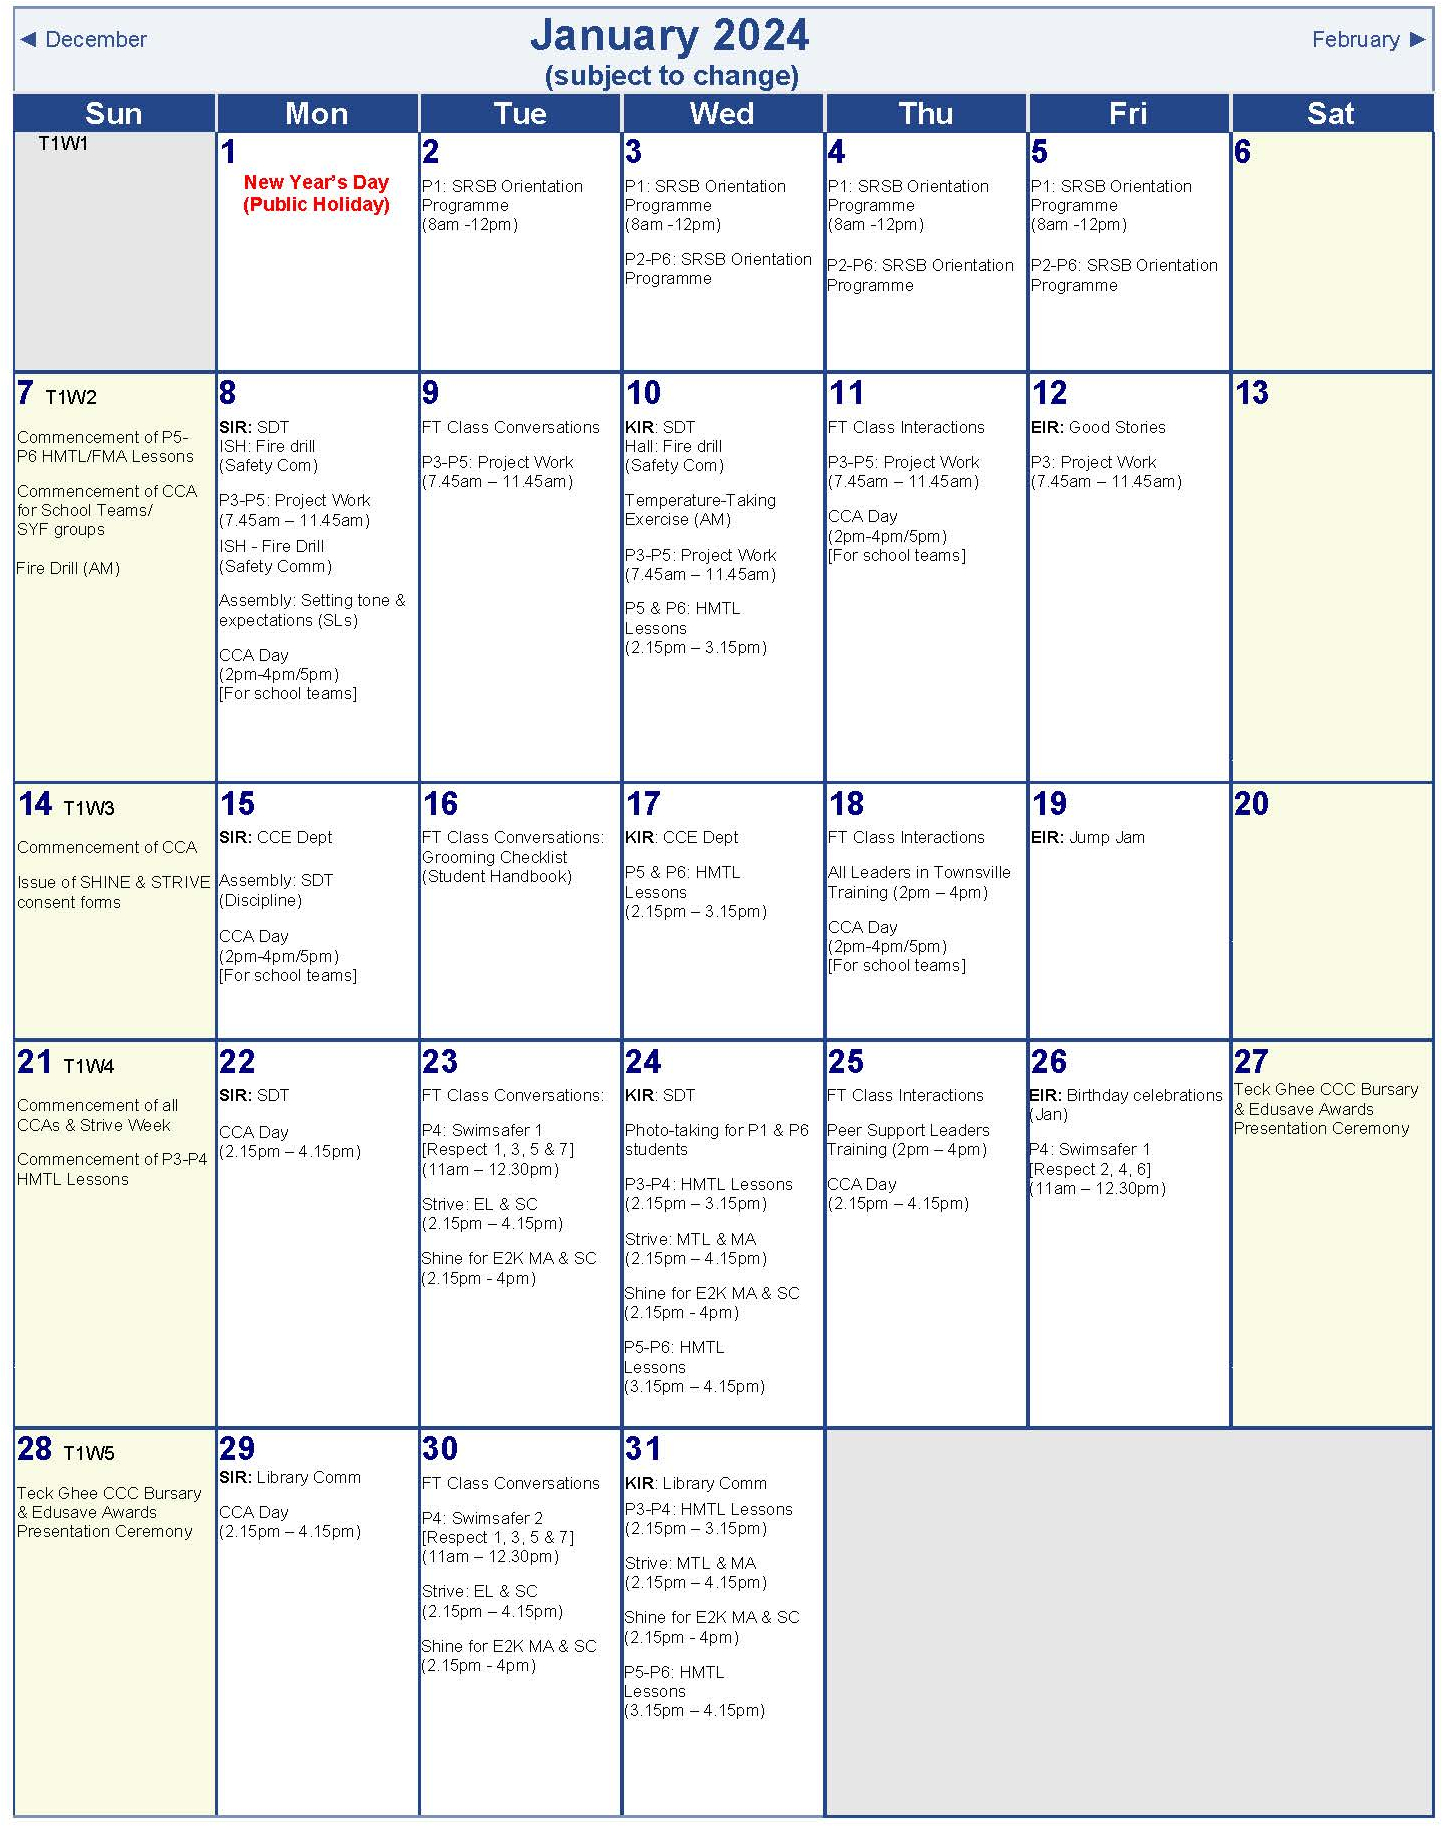 ◄ December
January 2024
February ►
(subject to change)
Sun
Mon
Tue
Wed
Thu
Fri
Sat
T1W1
1
New Year's Day
(Public Holiday)
2
P1: SRSB Orientation
Programme
(8am -12pm)
3
P1: SRSB Orientation
Programme
(8am -12pm)
P2-P6: SRSB Orientation
Programme
4
P1: SRSB Orientation
Programme
(8am -12pm)
P2-P6: SRSB Orientation
Programme
5
P1: SRSB Orientation
Programme
(8am -12pm)
P2-P6: SRSB Orientation
Programme
6
7 T1W2
Commencement of P5-
P6 HMTL/FMA Lessons
Commencement of CCA
for School Teams/
SYF groups
Fire Drill (AM)
8
SIR: SDT
ISH: Fire drill
(Safety Com)
P3-P5: Project Work
(7.45am – 11.45am)
ISH - Fire Drill
(Safety Comm)
Assembly: Setting tone &
expectations (SLs)
CCA Day
(2pm-4pm/5pm)
[For school teams]
9
FT Class Conversations
P3-P5: Project Work
(7.45am – 11.45am)
10
KIR: SDT
Hall: Fire drill
(Safety Com)
Temperature-Taking
Exercise (AM)
P3-P5: Project Work
(7.45am – 11.45am)
P5 & P6: HMTL
Lessons
(2.15pm – 3.15pm)
11
FT Class Interactions
P3-P5: Project Work
(7.45am – 11.45am)
CCA Day
(2pm-4pm/5pm)
[For school teams]
12
EIR: Good Stories
P3: Project Work
(7.45am – 11.45am)
13
14 T1W3
Commencement of CCA
Issue of SHINE & STRIVE
consent forms
15
SIR: CCE Dept
Assembly: SDT
(Discipline)
CCA Day
(2pm-4pm/5pm)
[For school teams]
16
FT Class Conversations:
Grooming Checklist
(Student Handbook)
17
KIR: CCE Dept
P5 & P6: HMTL
Lessons
(2.15pm – 3.15pm)
18
FT Class Interactions
All Leaders in Townsville
Training (2pm – 4pm)
CCA Day
(2pm-4pm/5pm)
[For school teams]
19
EIR: Jump Jam
20
21 T1W4
Commencement of all
CCAs & Strive Week
Commencement of P3-P4
HMTL Lessons
22
SIR: SDT
CCA Day
(2.15pm – 4.15pm)
23
FT Class Conversations:
P4: Swimsafer 1
[Respect 1, 3, 5 & 7]
(11am – 12.30pm)
Strive: EL & SC
(2.15pm – 4.15pm)
Shine for E2K MA & SC
(2.15pm - 4pm)
24
KIR: SDT
Photo-taking for P1 & P6
students
P3-P4: HMTL Lessons
(2.15pm – 3.15pm)
Strive: MTL & MA
(2.15pm – 4.15pm)
Shine for E2K MA & SC
(2.15pm - 4pm)
P5-P6: HMTL
Lessons
(3.15pm – 4.15pm)
25
FT Class Interactions
Peer Support Leaders
Training (2pm – 4pm)
CCA Day
(2.15pm – 4.15pm)
26
EIR: Birthday celebrations
(Jan)
P4: Swimsafer 1
[Respect 2, 4, 6]
(11am – 12.30pm)
27
Teck Ghee CCC Bursary
& Edusave Awards
Presentation Ceremony
28 T1W5
Teck Ghee CCC Bursary
& Edusave Awards
Presentation Ceremony
29
SIR: Library Comm
CCA Day
(2.15pm – 4.15pm)
30
FT Class Conversations
P4: Swimsafer 2
[Respect 1, 3, 5 & 7]
(11am – 12.30pm)
Strive: EL & SC
(2.15pm – 4.15pm)
Shine for E2K MA & SC
(2.15pm - 4pm)
31
KIR: Library Comm
P3-P4: HMTL Lessons
(2.15pm – 3.15pm)
Strive: MTL & MA
(2.15pm – 4.15pm)
Shine for E2K MA & SC
(2.15pm - 4pm)
P5-P6: HMTL
Lessons
(3.15pm – 4.15pm)